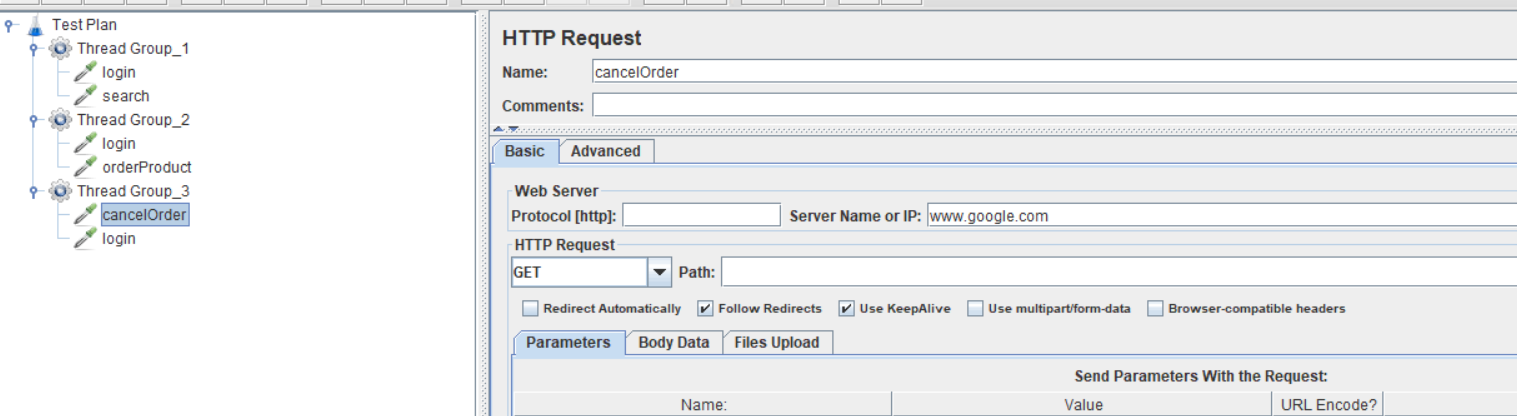 Test Plan
Thread Group_1
login
search
Thread Group_2
login
orderProduct
Thread Group_3
cancelOrder
login
HTTP Request
Name: cancelOrder
Comments:
Basic Advanced
Web Server
Protocol [http]: Server Name or IP: www.google.com
HTTP Request
GET Path:
Redirect Automatically Follow Redirects Use KeepAlive Use multipart/form-data Browser-compatible headers
Parameters Body Data Files Upload
Send Parameters With the Request:
Name: Value URL Encode?